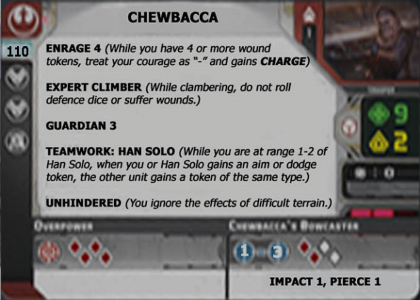 CHEWBACCA
110
ENRAGE 4 (While you have 4 or more wound
tokens, treat your courage as "-" and gains CHARGE)
EXPERT CLIMBER (While clambering, do not roll
defence dice or suffer wounds.)
GUARDIAN 3
TEAMWORK: HAN SOLO (While you are at range 1-2 of
Han Solo, when you or Han Solo gains an aim or dodge
token, the other unit gains a token of the same type.)
UNHINDERED (You ignore the effects of difficult terrain.)
1
9
2
: 0
OVERPOWER
CHEWBACCA'S BOWCASTER
1 3
IMPACT 1, PIERCE 1